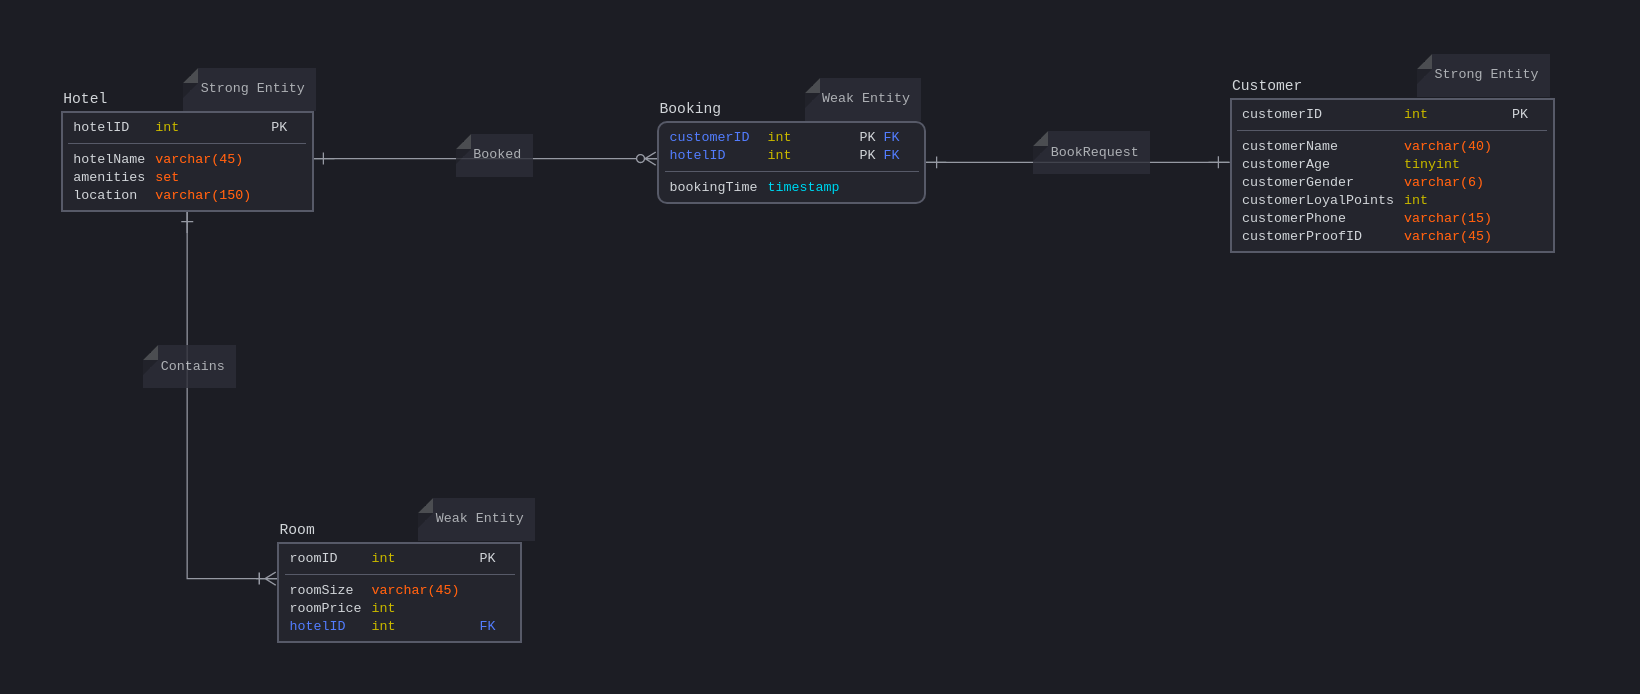 Strong Entity
Hotel
hotelID int PK
hotelName varchar(45)
amenities set
location varchar(150)
Booked
Weak Entity
Booking
customerID int PK FK
hotelID int PK FK
bookingTime timestamp
BookRequest
Strong Entity
Customer
customerID int PK
customerName varchar(40)
customerAge tinyint
customerGender varchar(6)
customerLoyalPoints int
customerPhone varchar(15)
customerProofID varchar(45)
Contains
Weak Entity
Room
roomID int PK
roomSize varchar(45)
roomPrice int
hotelID int FK